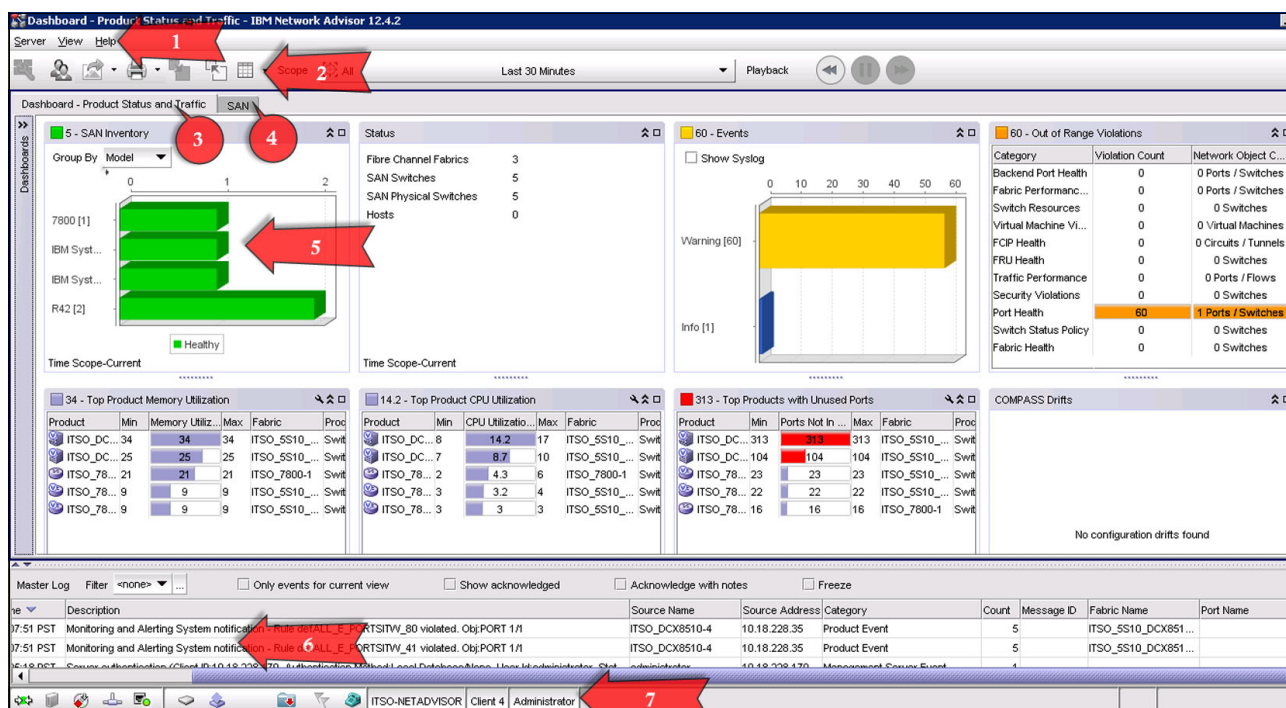 Dashboard - Product Status and Traffic - IBM Network Advisor 12.4.2
Server View Help
1
Scope All Last 30 Minutes Playback
2
Dashboard - Product Status and Traffic SAN
3
4
Dashboards
5 - SAN Inventory
Group By Model
0 1 2
7800 [1]
IBM Syst...
IBM Syst...
R42 [2]
5
Healthy
Time Scope-Current
Status
Fibre Channel Fabrics 3
SAN Switches 5
SAN Physical Switches 5
Hosts 0
Time Scope-Current
60 - Events
Show Syslog
0 10 20 30 40 50 60
Warning [60]
Info [1]
60 - Out of Range Violations
Category Violation Count Network Object C...
Backend Port Health 0 0 Ports / Switches
Fabric Performanc... 0 0 Ports / Switches
Switch Resources 0 0 Switches
Virtual Machine Vi... 0 0 Virtual Machines
FCIP Health 0 0 Circuits / Tunnels
FRU Health 0 0 Switches
Traffic Performance 0 0 Ports / Flows
Security Violations 0 0 Switches
Port Health 60 1 Ports / Switches
Switch Status Policy 0 0 Switches
Fabric Health 0 0 Switches
34 - Top Product Memory Utilization
Product Min Memory Utiliz... Max Fabric Proc
ITSO_DC... 34 34 34 ITSO_5S10_... Swit
ITSO_DC... 25 25 25 ITSO_5S10_... Swit
ITSO_78... 21 21 21 ITSO_7800-1 Swit
ITSO_78... 9 9 9 ITSO_5S10_... Swit
ITSO_78... 9 9 9 ITSO_5S10_... Swit
14.2 - Top Product CPU Utilization
Product Min CPU Utilizatio... Max Fabric Proc
ITSO_DC... 8 14.2 17 ITSO_5S10_... Swit
ITSO_DC... 7 8.7 10 ITSO_5S10_... Swit
ITSO_78... 2 4.3 6 ITSO_7800-1 Swit
ITSO_78... 3 3.2 4 ITSO_5S10_... Swit
ITSO_78... 3 3 3 ITSO_5S10_... Swit
313 - Top Products with Unused Ports
Product Min Ports Not In ... Max Fabric Proc
ITSO_DC... 313 313 313 ITSO_5S10_... Swit
ITSO_DC... 104 104 104 ITSO_5S10_... Swit
ITSO_78... 23 23 23 ITSO_5S10_... Swit
ITSO_78... 22 22 22 ITSO_5S10_... Swit
ITSO_78... 16 16 16 ITSO_7800-1 Swit
COMPASS Drifts
No configuration drifts found
Master Log Filter <none> ... Only events for current view Show acknowledged Acknowledge with notes Freeze
ne Description Source Name Source Address Category Count Message ID Fabric Name Port Name
07:51 PST Monitoring and Alerting System notification - Rule defALL_E_PORTSITW_80 violated. Obj:PORT 1/1 ITSO_DCX8510-4 10.18.228.35 Product Event 5 ITSO_5S10_DCX851...
07:51 PST Monitoring and Alerting System notification - Rule defALL_E_PORTSITW_41 violated. Obj:PORT 1/1 ITSO_DCX8510-4 10.18.228.35 Product Event 5 ITSO_5S10_DCX851...
6
ITSO-NETADVISOR Client 4 Administrator
7